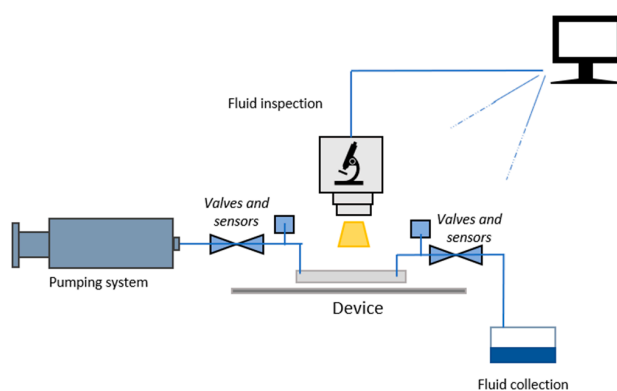 Fluid inspection
Valves and
sensors
Valves and
sensors
Pumping system
Device
Fluid collection